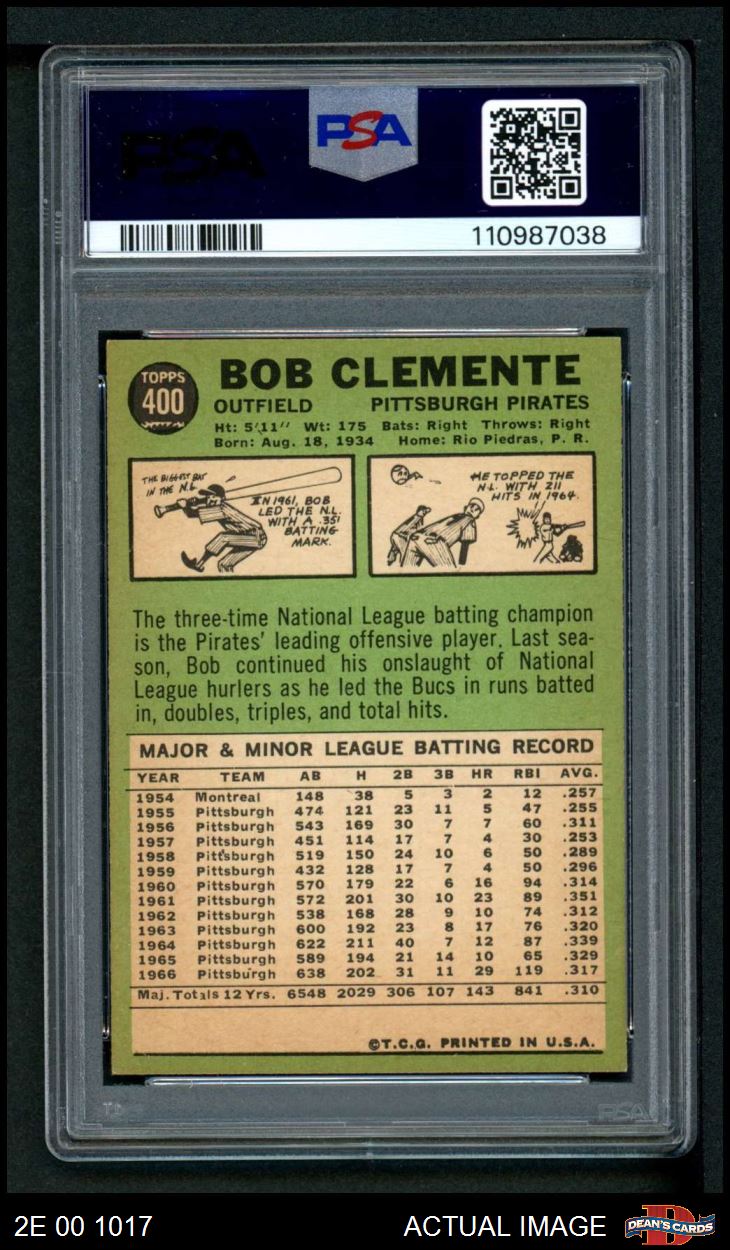 PSA
PSA
110987038
TOPPS
400
BOB CLEMENTE
OUTFIELD PITTSBURGH PIRATES
Ht: 5'11" Wt: 175 Bats: Right Throws: Right
Born: Aug. 18, 1934 Home: Rio Piedras, P. R.
THE BIGGEST BAT
IN THE N.L.
IN 1961, BOB
LED THE N.L.
WITH A .351
BATTING
MARK.
HE TOPPED THE
N.L. WITH 211
HITS IN 1964.
The three-time National League batting champion
is the Pirates' leading offensive player. Last sea-
son, Bob continued his onslaught of National
League hurlers as he led the Bucs in runs batted
in, doubles, triples, and total hits.
MAJOR & MINOR LEAGUE BATTING RECORD
YEAR TEAM AB H 2B 3B HR RBI AVG.
1954 Montreal 148 38 5 3 2 12 .257
1955 Pittsburgh 474 121 23 11 5 47 .255
1956 Pittsburgh 543 169 30 7 7 60 .311
1957 Pittsburgh 451 114 17 7 4 30 .253
1958 Pittsburgh 519 150 24 10 6 50 .289
1959 Pittsburgh 432 128 17 7 4 50 .296
1960 Pittsburgh 570 179 22 6 16 94 .314
1961 Pittsburgh 572 201 30 10 23 89 .351
1962 Pittsburgh 538 168 28 9 10 74 .312
1963 Pittsburgh 600 192 23 8 17 76 .320
1964 Pittsburgh 622 211 40 7 12 87 .339
1965 Pittsburgh 589 194 21 14 10 65 .329
1966 Pittsburgh 638 202 31 11 29 119 .317
Maj. Totals 12 Yrs. 6548 2029 306 107 143 841 .310
©T.C.G. PRINTED IN U.S.A.
PSA
2E 00 1017 ACTUAL IMAGE
DEAN'S CARDS